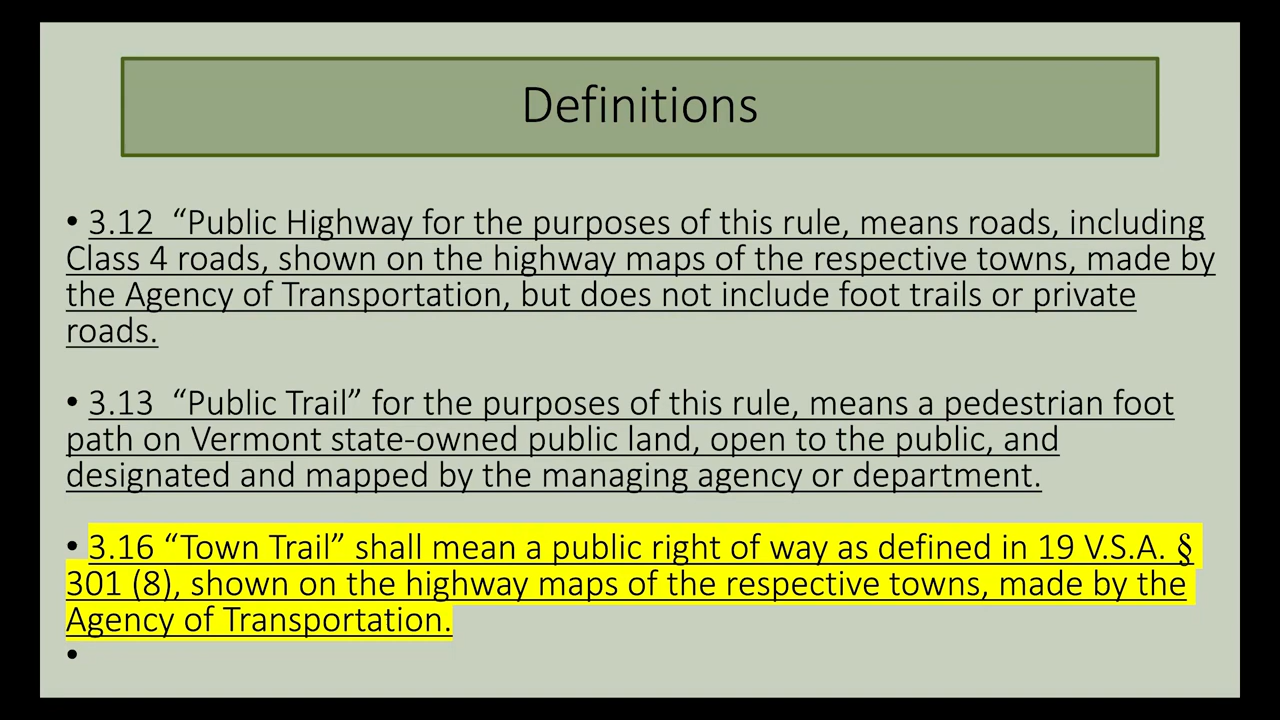 Definitions
• 3.12  “Public Highway for the purposes of this rule, means roads, including
Class 4 roads, shown on the highway maps of the respective towns, made by
the Agency of Transportation, but does not include foot trails or private
roads.
• 3.13  “Public Trail” for the purposes of this rule, means a pedestrian foot
path on Vermont state-owned public land, open to the public, and
designated and mapped by the managing agency or department.
• 3.16 “Town Trail” shall mean a public right of way as defined in 19 V.S.A. §
301 (8), shown on the highway maps of the respective towns, made by the
Agency of Transportation.
•